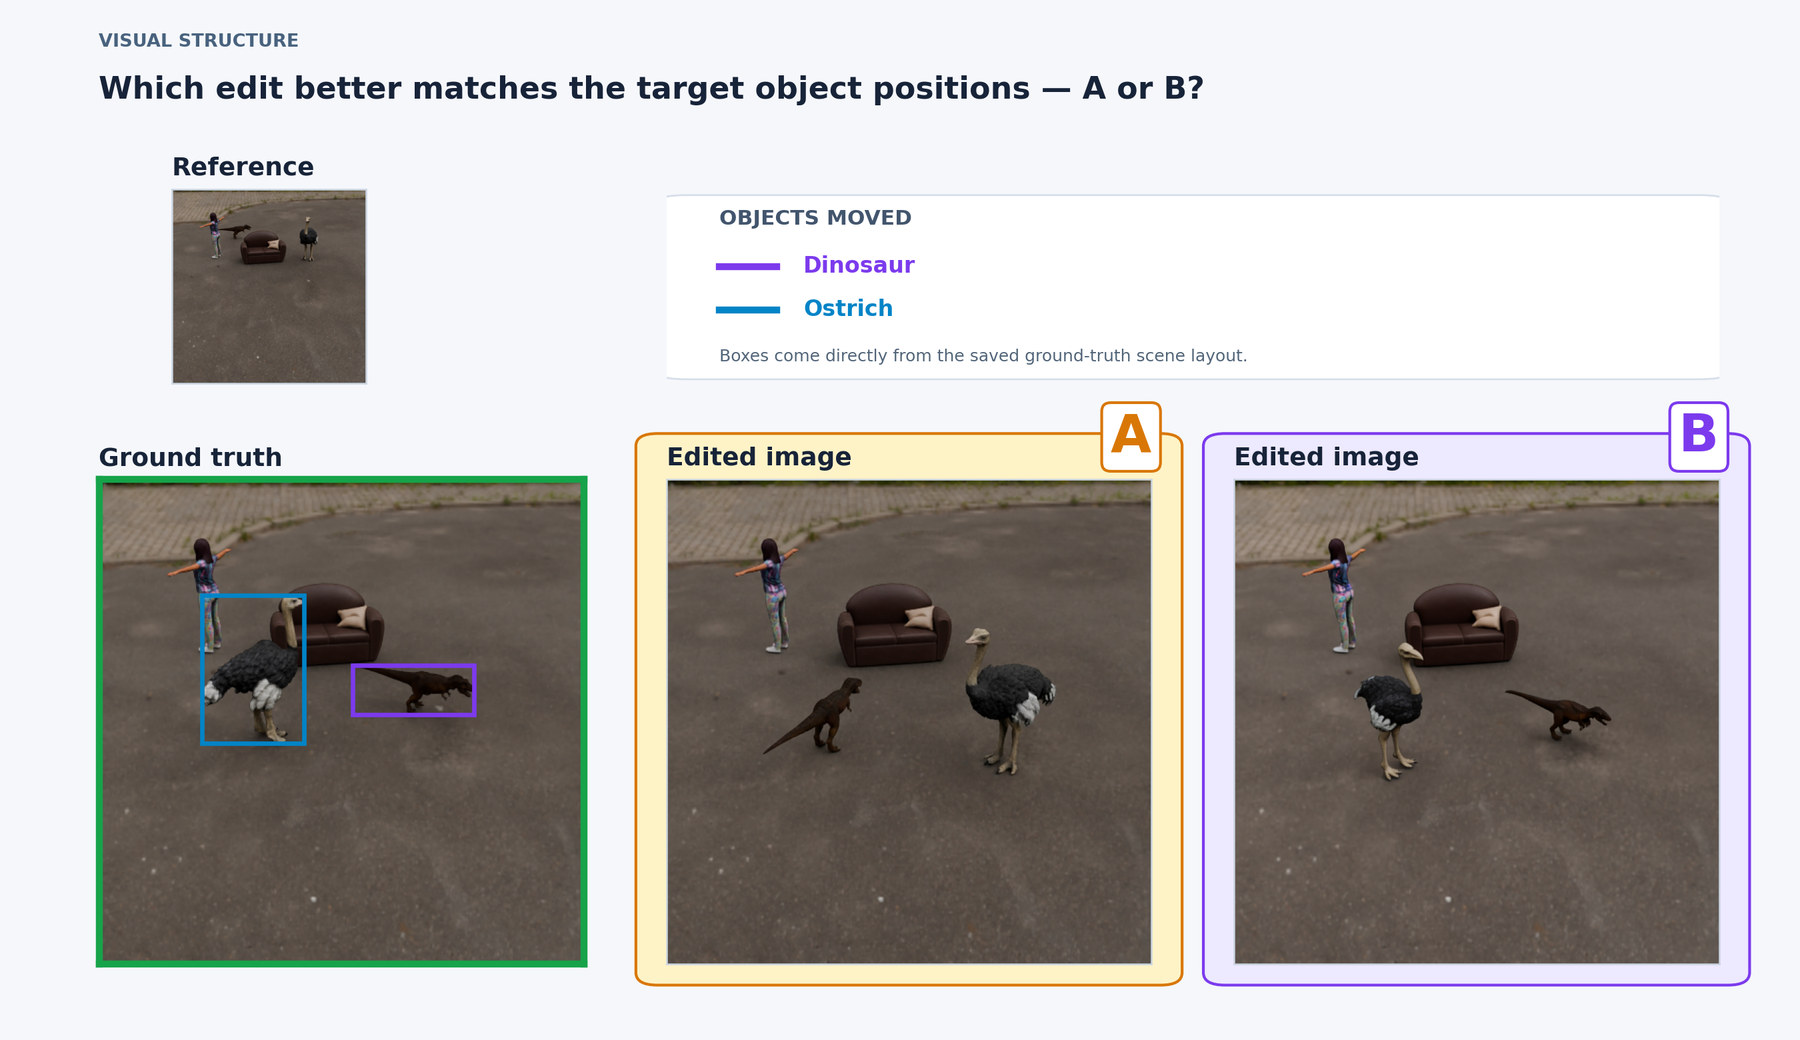 VISUAL STRUCTURE
Which edit better matches the target object positions — A or B?
Reference
OBJECTS MOVED
Dinosaur
Ostrich
Boxes come directly from the saved ground-truth scene layout.
Ground truth
Edited image
A
Edited image
B